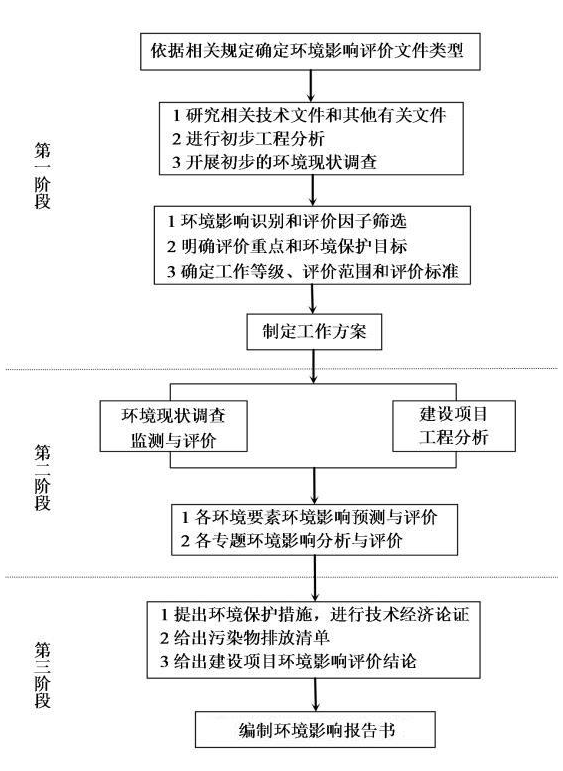 依据相关规定确定环境影响评价文件类型
第一阶段
1 研究相关技术文件和其他有关文件
2 进行初步工程分析
3 开展初步的环境现状调查
1 环境影响识别和评价因子筛选
2 明确评价重点和环境保护目标
3 确定工作等级、评价范围和评价标准
制定工作方案
第二阶段
环境现状调查
监测与评价
建设项目
工程分析
1 各环境要素环境影响预测与评价
2 各专题环境影响分析与评价
第三阶段
1 提出环境保护措施，进行技术经济论证
2 给出污染物排放清单
3 给出建设项目环境影响评价结论
编制环境影响报告书